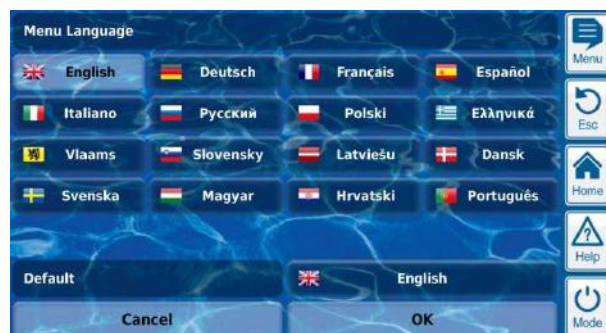 Menu Language
English Deutsch Français Español
Italiano Русский Polski Ελληνικά
Vlaams Slovensky Latviešu Dansk
Svenska Magyar Hrvatski Português
Default English
Cancel OK
Menu
Esc
Home
Help
Mode